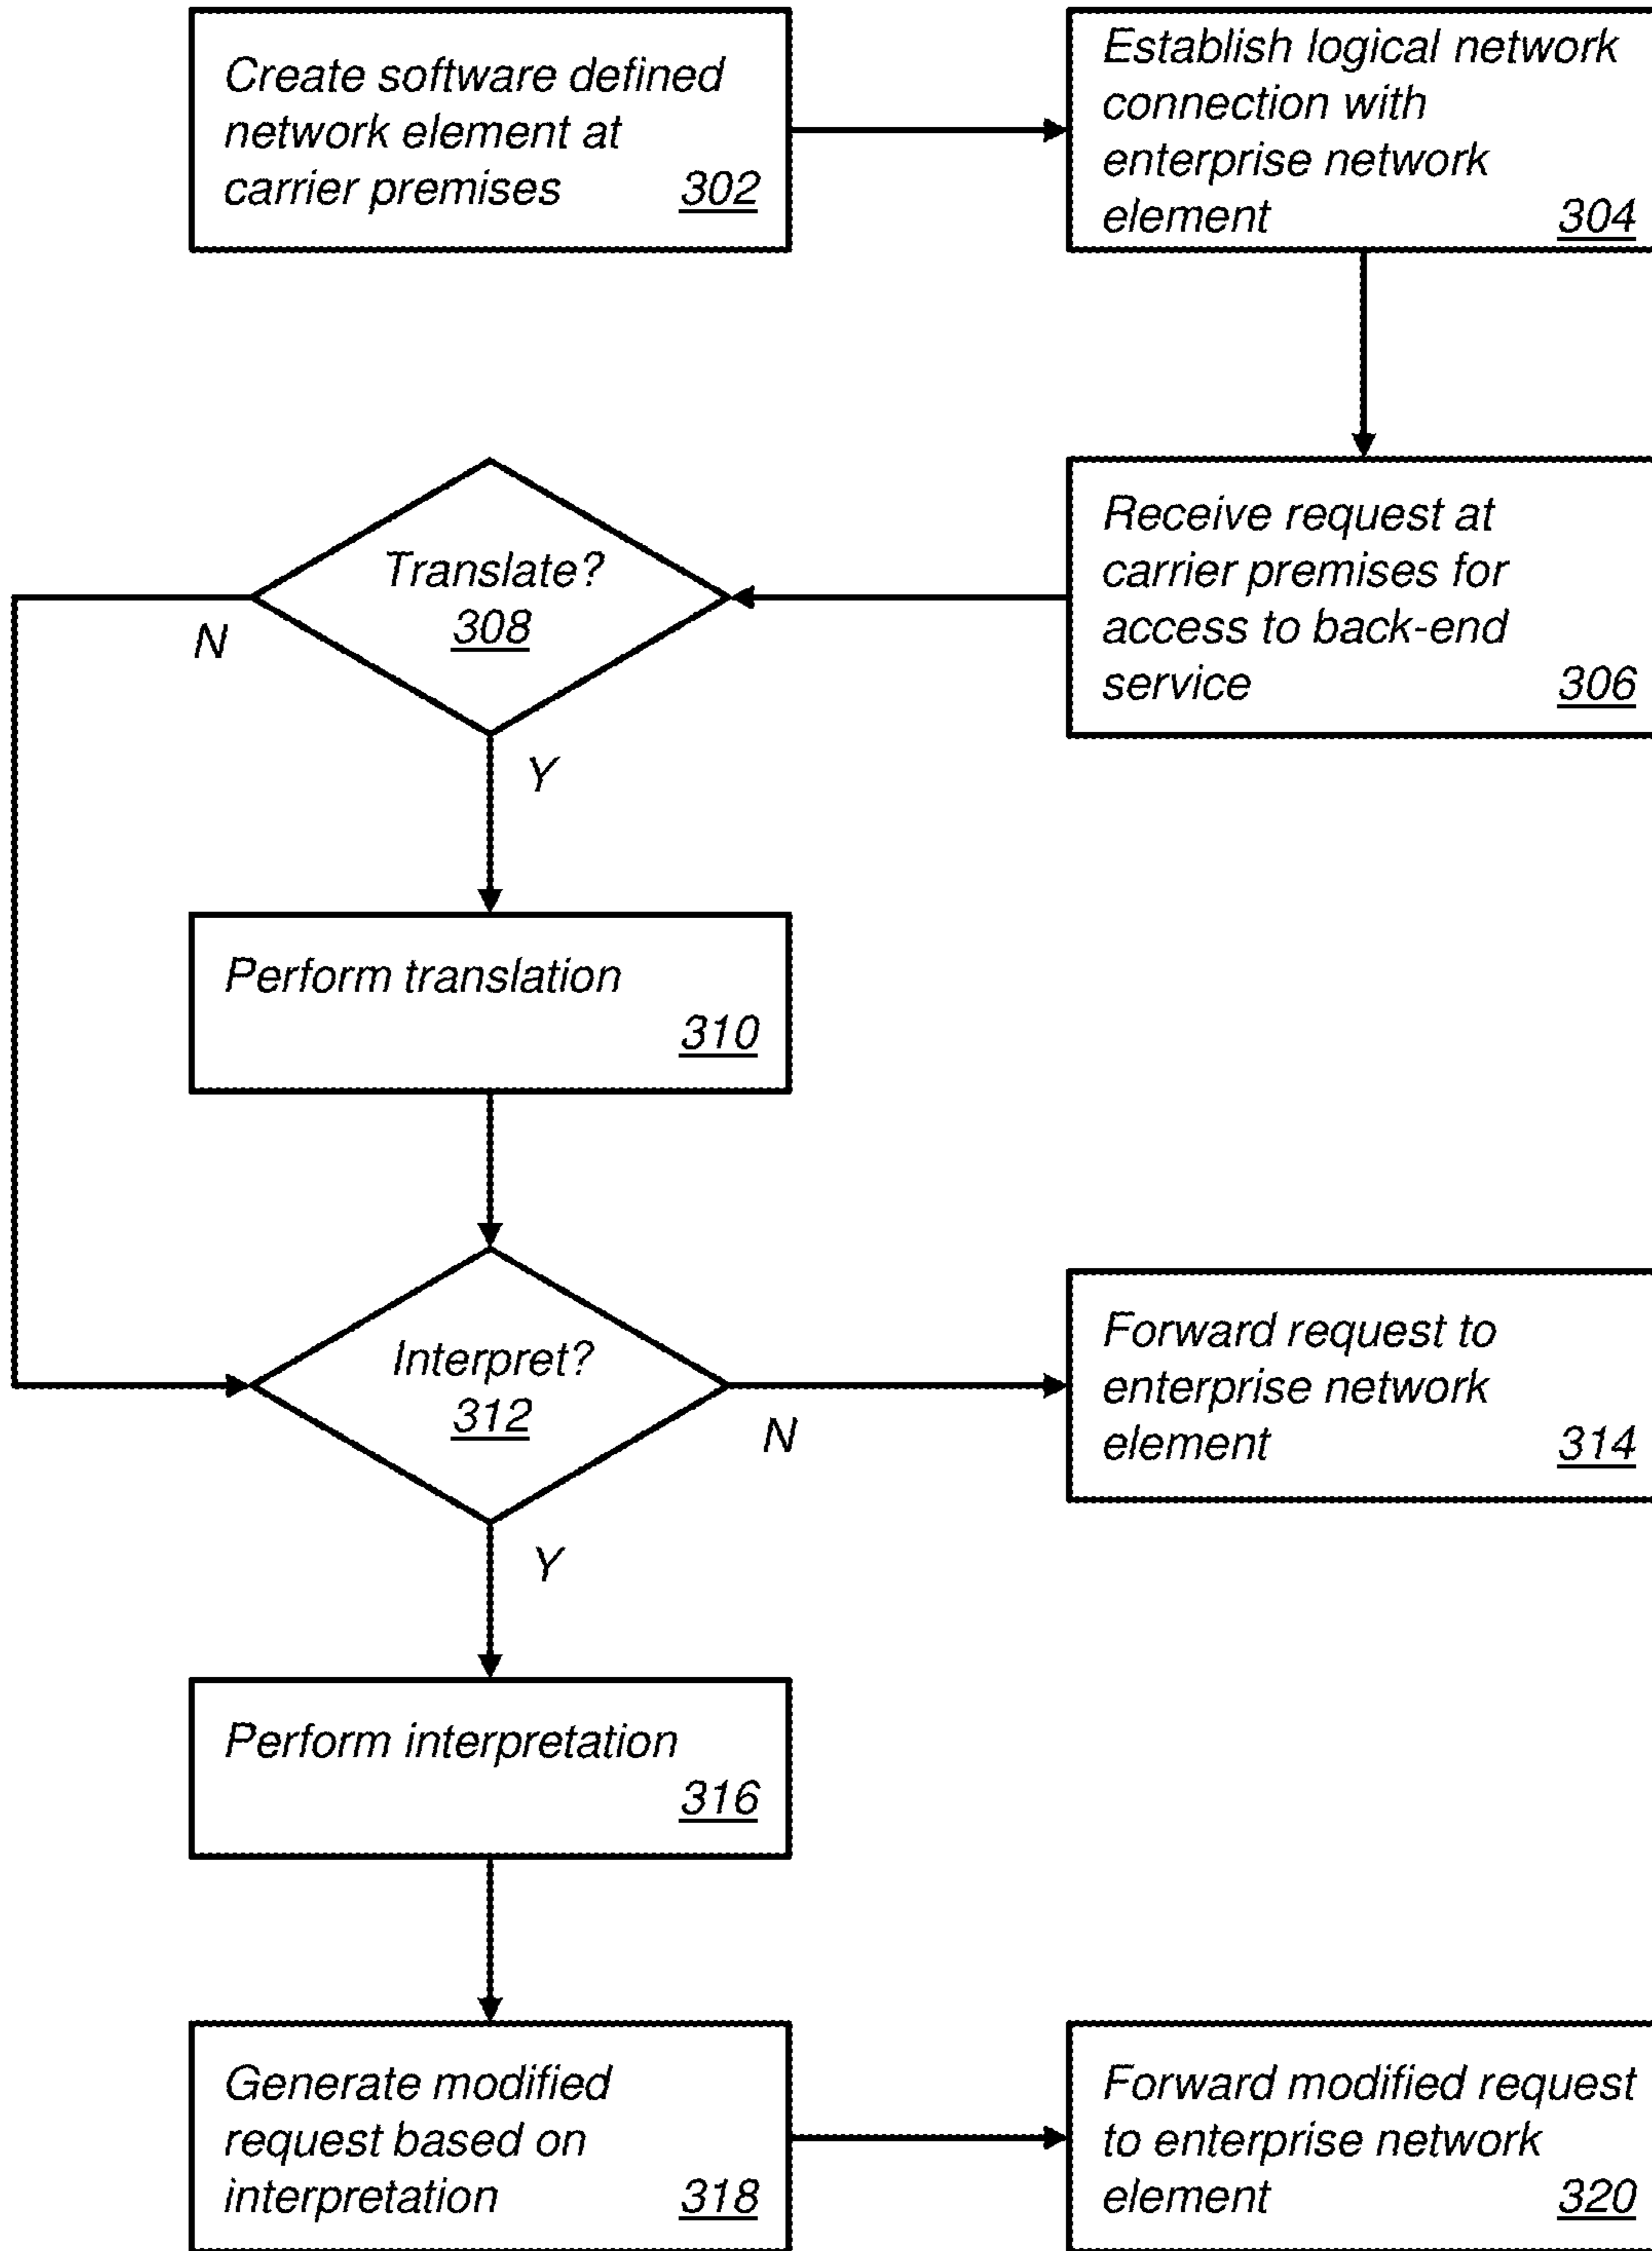 Create software defined
network element at
carrier premises 302
Establish logical network
connection with
enterprise network
element 304
Receive request at
carrier premises for
access to back-end
service 306
Translate?
308
N
Y
Perform translation
310
Interpret?
312
N
Y
Forward request to
enterprise network
element 314
Perform interpretation
316
Generate modified
request based on
interpretation 318
Forward modified request
to enterprise network
element 320